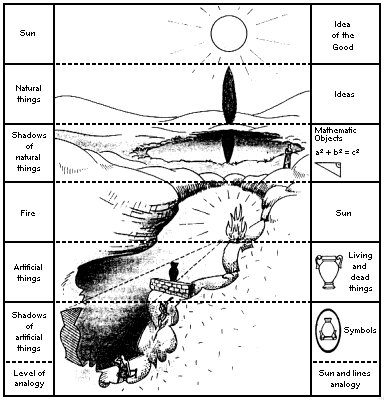 Sun
Idea
of the
Good
Natural
things
Ideas
Shadows
of
natural
things
Mathematic
Objects
a² + b² = c²
Fire
Sun
Artificial
things
Living
and
dead
things
Shadows
of
artificial
things
Symbols
Level of
analogy
Sun and lines
analogy